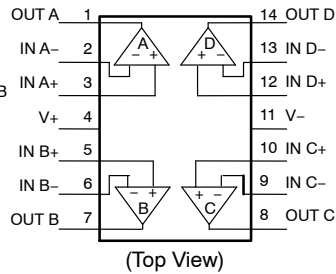 OUT A 1 14 OUT D
A D
IN A− 2 − + + − 13 IN D−
B
IN A+ 3 12 IN D+
V+ 4 11 V−
IN B+ 5 10 IN C+
IN B− 6 − + + − 9 IN C−
B C
OUT B 7 8 OUT C
(Top View)